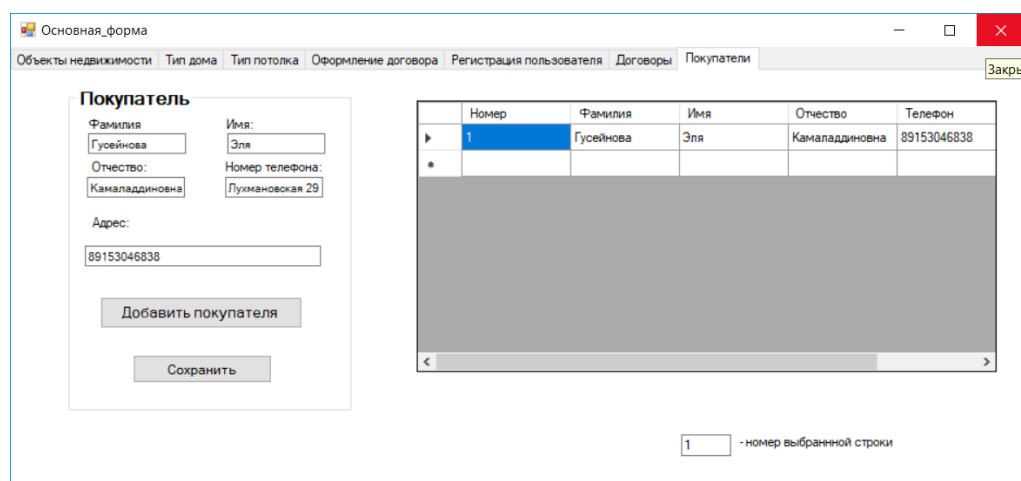 Основная_форма
Объекты недвижимости Тип дома Тип потолка Оформление договора Регистрация пользователя Договоры Покупатели
Закры
Покупатель
Фамилия Имя:
Гусейнова Эля
Отчество: Номер телефона:
Камаладдиновна Лухмановская 29
Адрес:
89153046838
Добавить покупателя
Сохранить
Номер Фамилия Имя Отчество Телефон
1 Гусейнова Эля Камаладдиновна 89153046838
1 - номер выбраннной строки